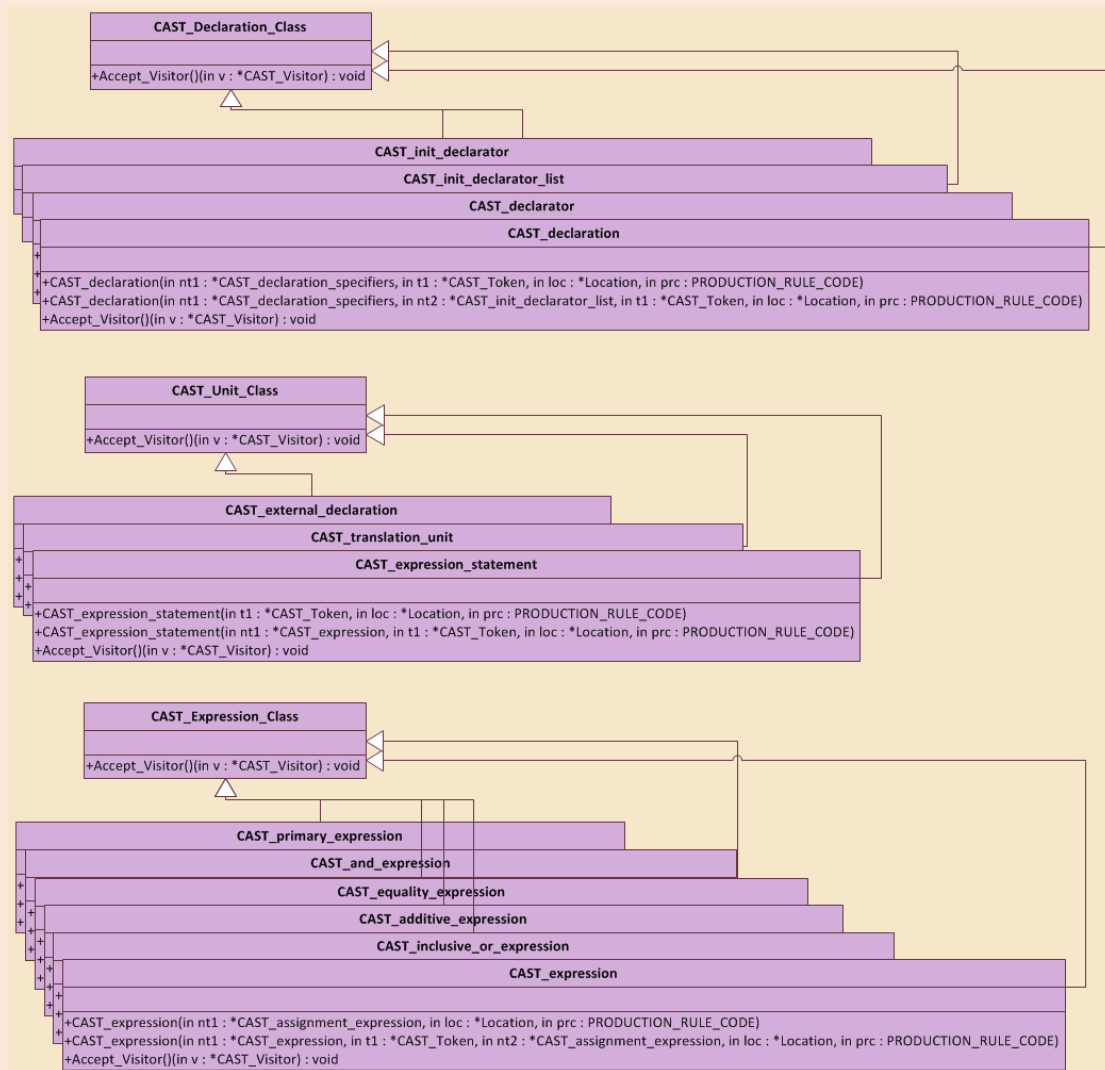 CAST_Declaration_Class
+Accept_Visitor()(in v : *CAST_Visitor) : void
CAST_init_declarator
CAST_init_declarator_list
CAST_declarator
CAST_declaration
+
+
+
+CAST_declaration(in nt1 : *CAST_declaration_specifiers, in t1 : *CAST_Token, in loc : *Location, in prc : PRODUCTION_RULE_CODE)
+CAST_declaration(in nt1 : *CAST_declaration_specifiers, in nt2 : *CAST_init_declarator_list, in t1 : *CAST_Token, in loc : *Location, in prc : PRODUCTION_RULE_CODE)
+Accept_Visitor()(in v : *CAST_Visitor) : void
CAST_Unit_Class
+Accept_Visitor()(in v : *CAST_Visitor) : void
CAST_external_declaration
CAST_translation_unit
CAST_expression_statement
+
+
+
+CAST_expression_statement(in t1 : *CAST_Token, in loc : *Location, in prc : PRODUCTION_RULE_CODE)
+CAST_expression_statement(in nt1 : *CAST_expression, in t1 : *CAST_Token, in loc : *Location, in prc : PRODUCTION_RULE_CODE)
+Accept_Visitor()(in v : *CAST_Visitor) : void
CAST_Expression_Class
+Accept_Visitor()(in v : *CAST_Visitor) : void
CAST_primary_expression
CAST_and_expression
CAST_equality_expression
CAST_additive_expression
CAST_inclusive_or_expression
CAST_expression
+CAST_expression(in nt1 : *CAST_assignment_expression, in loc : *Location, in prc : PRODUCTION_RULE_CODE)
+CAST_expression(in nt1 : *CAST_expression, in t1 : *CAST_Token, in nt2 : *CAST_assignment_expression, in loc : *Location, in prc : PRODUCTION_RULE_CODE)
+Accept_Visitor()(in v : *CAST_Visitor) : void